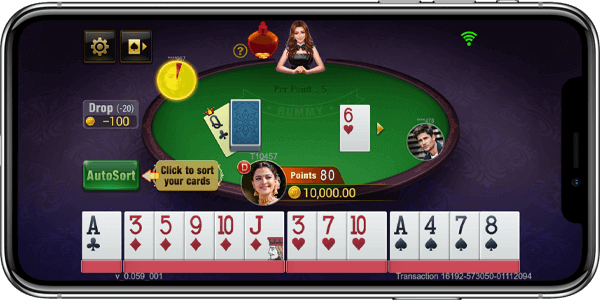 Per Point : 5
RUMMY
Drop (-20)
-100
Q
6
T10457
AutoSort
Click to sort
your cards
D
Points 80
10,000.00
A 3 5 9 10 J 3 7 10 A 4 7 8
v_0.059_001
Transaction 16192-573050-01112094